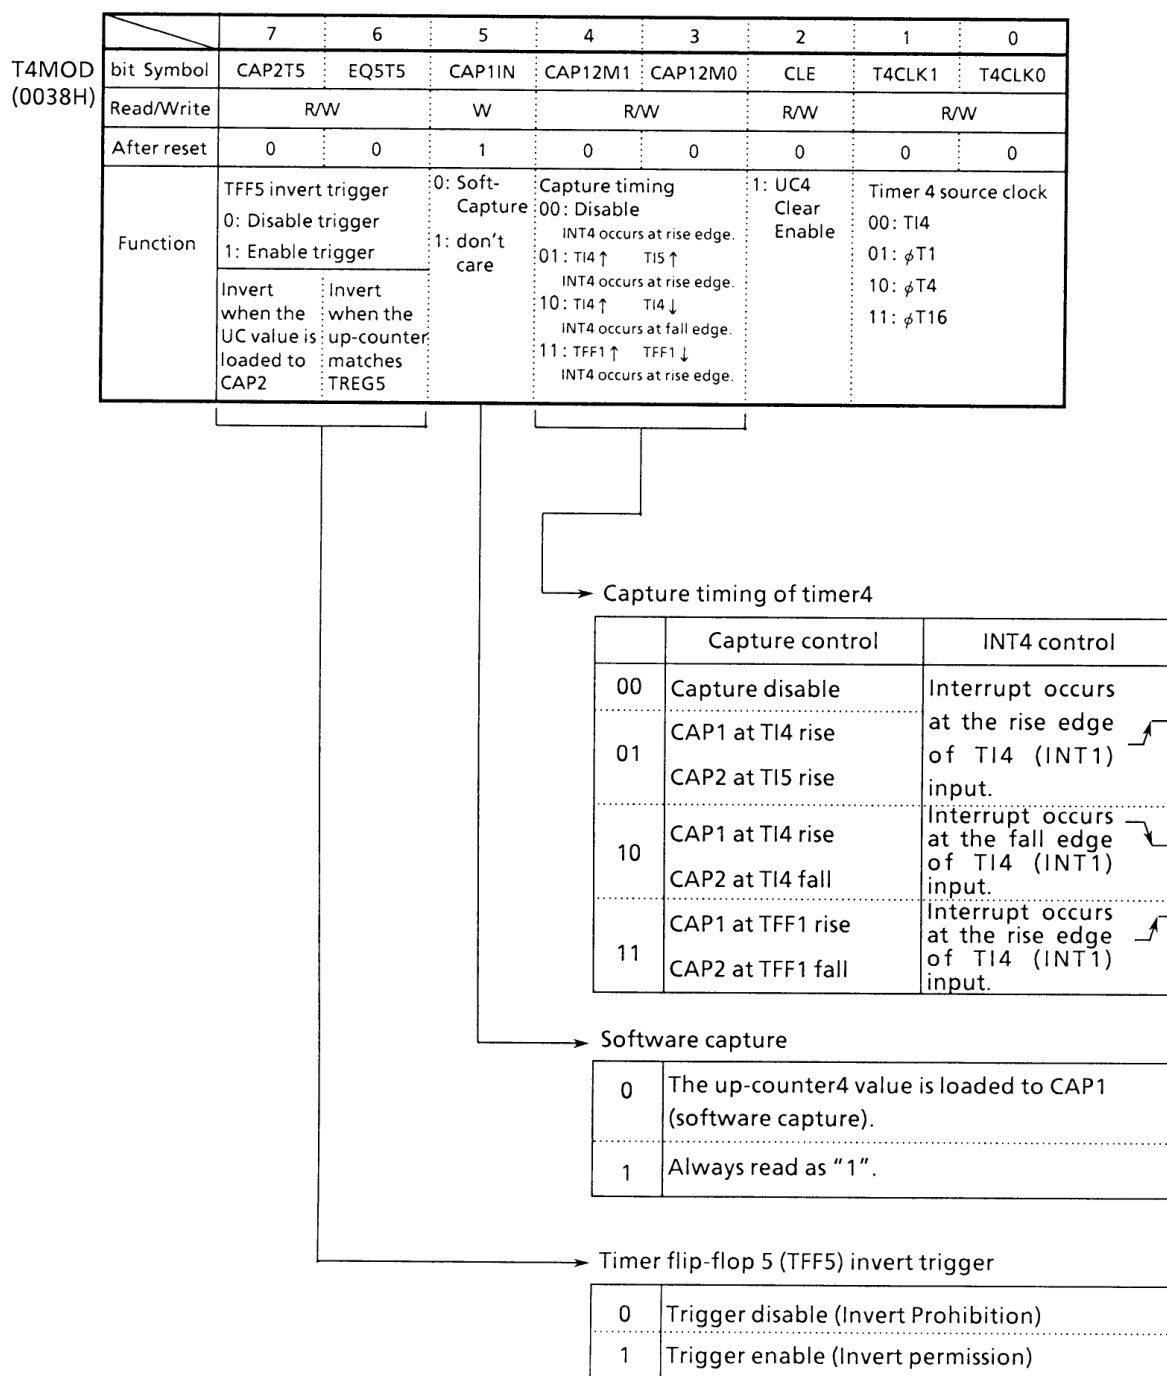 7 6 5 4 3 2 1 0
T4MOD (0038H)
bit Symbol CAP2T5 EQ5T5 CAP1IN CAP12M1 CAP12M0 CLE T4CLK1 T4CLK0
Read/Write R/W W R/W R/W R/W
After reset 0 0 1 0 0 0 0 0
Function
TFF5 invert trigger
0: Disable trigger
1: Enable trigger
Invert
when the
UC value is
loaded to
CAP2
Invert
when the
up-counter
matches
TREG5
0: Soft-
Capture
1: don't
care
Capture timing
00: Disable
INT4 occurs at rise edge.
01: TI4↑ TI5↑
INT4 occurs at rise edge.
10: TI4↑ TI4↓
INT4 occurs at fall edge.
11: TFF1↑ TFF1↓
INT4 occurs at rise edge.
1: UC4
Clear
Enable
Timer 4 source clock
00: TI4
01: φT1
10: φT4
11: φT16
Capture timing of timer4
Capture control INT4 control
00 Capture disable
01
CAP1 at TI4 rise
CAP2 at TI5 rise
Interrupt occurs
at the rise edge
of TI4 (INT1)
input.
10
CAP1 at TI4 rise
CAP2 at TI4 fall
Interrupt occurs
at the fall edge
of TI4 (INT1)
input.
11
CAP1 at TFF1 rise
CAP2 at TFF1 fall
Interrupt occurs
at the rise edge
of TI4 (INT1)
input.
Software capture
0 The up-counter4 value is loaded to CAP1
(software capture).
1 Always read as "1".
Timer flip-flop 5 (TFF5) invert trigger
0 Trigger disable (Invert Prohibition)
1 Trigger enable (Invert permission)